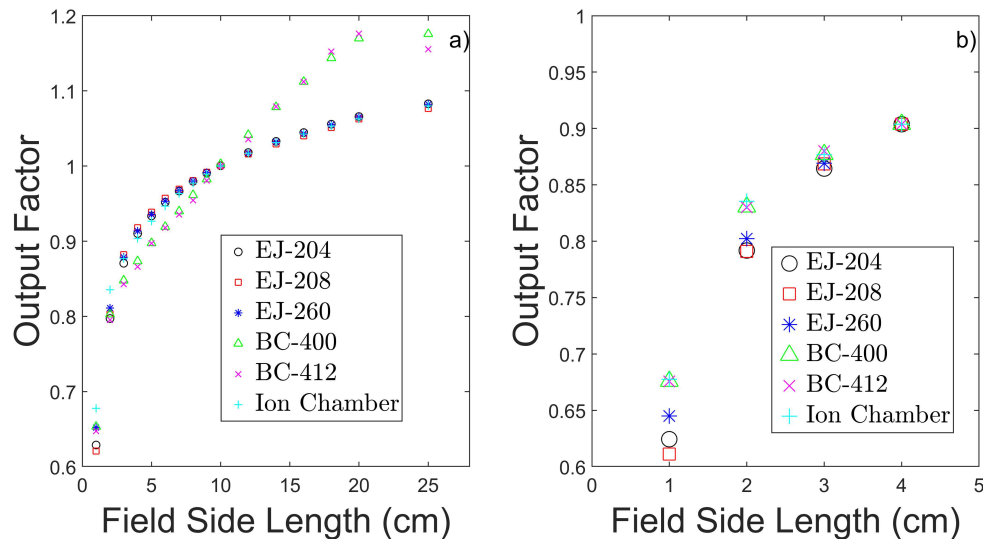 a)
Output Factor
1.2
1.1
1
0.9
0.8
0.7
0.6
0
5
10
15
20
25
Field Side Length (cm)
EJ-204
EJ-208
EJ-260
BC-400
BC-412
Ion Chamber
b)
Output Factor
1
0.95
0.9
0.85
0.8
0.75
0.7
0.65
0.6
0
1
2
3
4
5
Field Side Length (cm)
EJ-204
EJ-208
EJ-260
BC-400
BC-412
Ion Chamber